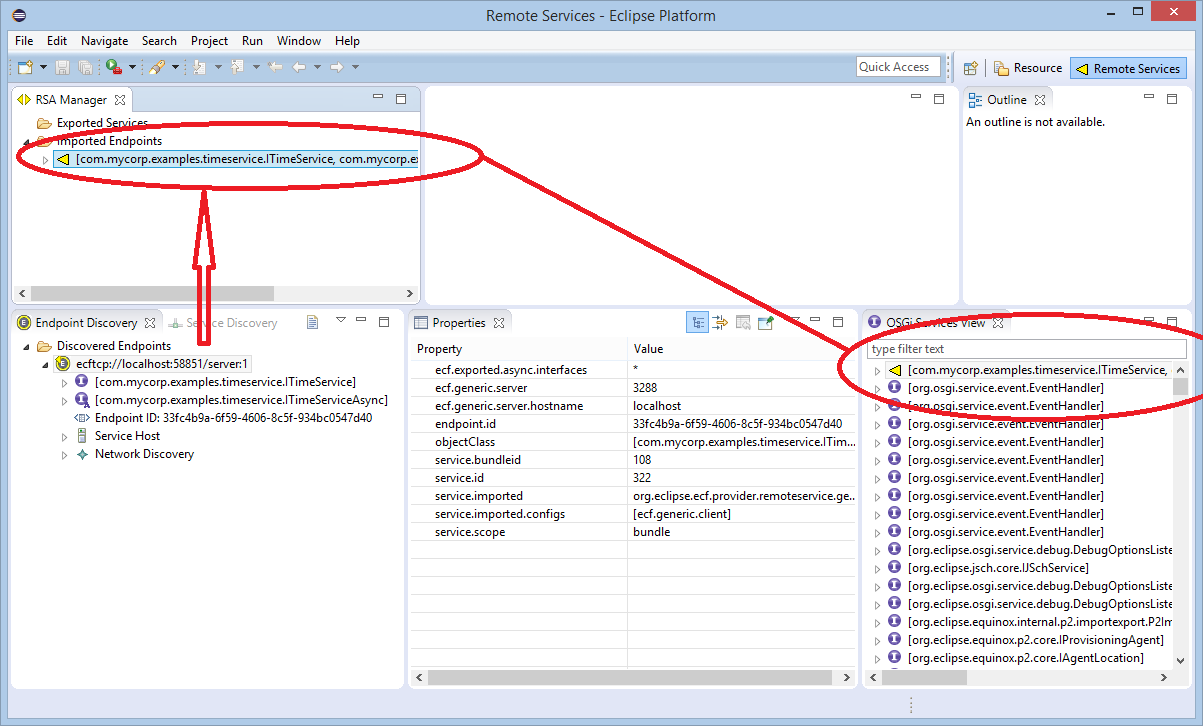 Remote Services - Eclipse Platform
File Edit Navigate Search Project Run Window Help
Quick Access
Resource
Remote Services
RSA Manager
Exported Services
Imported Endpoints
[com.mycorp.examples.timeservice.ITimeService, com.mycorp.ex
Outline
An outline is not available.
Endpoint Discovery
Service Discovery
Discovered Endpoints
ecftcp://localhost:58851/server:1
[com.mycorp.examples.timeservice.ITimeService]
[com.mycorp.examples.timeservice.ITimeServiceAsync]
Endpoint ID: 33fc4b9a-6f59-4606-8c5f-934bc0547d40
Service Host
Network Discovery
Properties
Property Value
ecf.exported.async.interfaces *
ecf.generic.server 3288
ecf.generic.server.hostname localhost
endpoint.id 33fc4b9a-6f59-4606-8c5f-934bc0547d40
objectClass [com.mycorp.examples.timeservice.ITim...
service.bundleid 108
service.id 322
service.imported org.eclipse.ecf.provider.remoteservice.ge...
service.imported.configs [ecf.generic.client]
service.scope bundle
OSGi Services View
type filter text
[com.mycorp.examples.timeservice.ITimeService,
[org.osgi.service.event.EventHandler]
[org.osgi.service.event.EventHandler]
[org.osgi.service.event.EventHandler]
[org.osgi.service.event.EventHandler]
[org.osgi.service.event.EventHandler]
[org.osgi.service.event.EventHandler]
[org.osgi.service.event.EventHandler]
[org.osgi.service.event.EventHandler]
[org.osgi.service.event.EventHandler]
[org.eclipse.osgi.service.debug.DebugOptionsListe
[org.eclipse.jsch.core.IJSchService]
[org.eclipse.osgi.service.debug.DebugOptionsListe
[org.eclipse.osgi.service.debug.DebugOptionsListe
[org.eclipse.equinox.internal.p2.importexport.P2Im
[org.eclipse.equinox.p2.core.IProvisioningAgent]
[org.eclipse.equinox.p2.core.IAgentLocation]